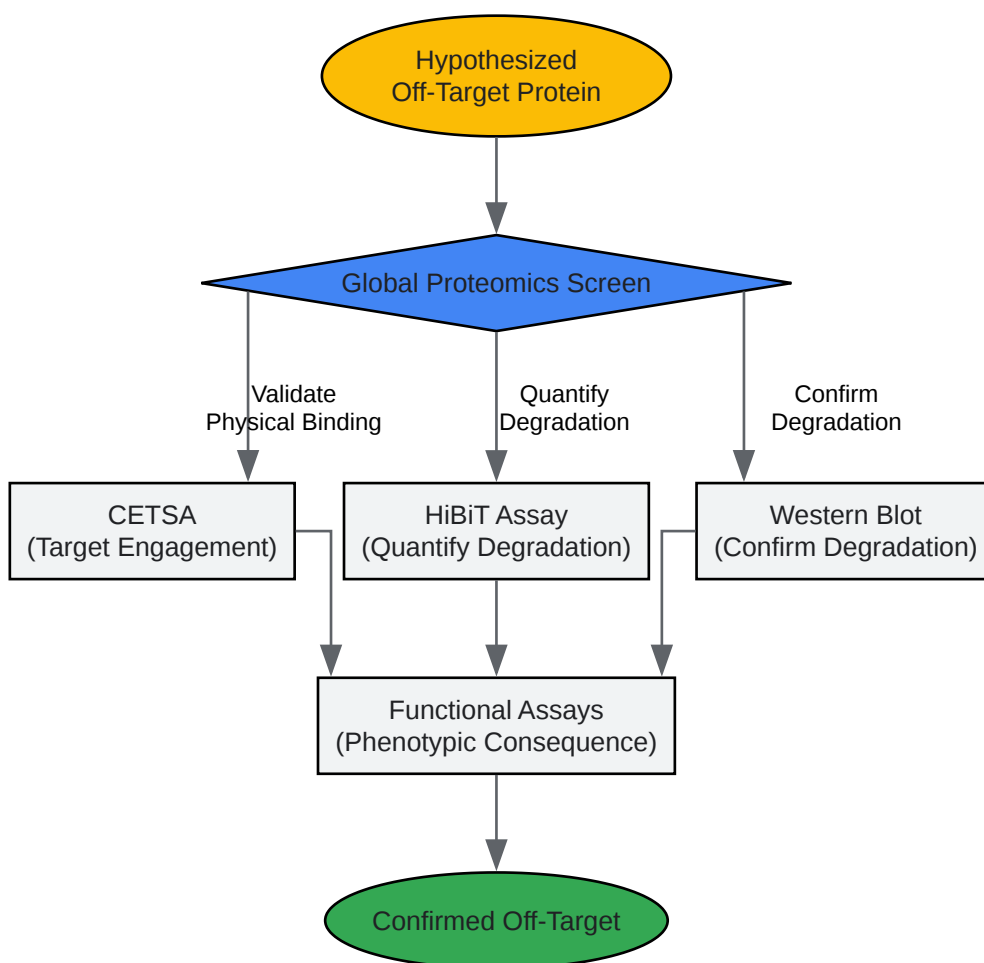 Hypothesized
Off-Target Protein
Global Proteomics Screen
Validate
Physical Binding
Quantify
Degradation
Confirm
Degradation
CETSA
(Target Engagement)
HiBiT Assay
(Quantify Degradation)
Western Blot
(Confirm Degradation)
Functional Assays
(Phenotypic Consequence)
Confirmed Off-Target